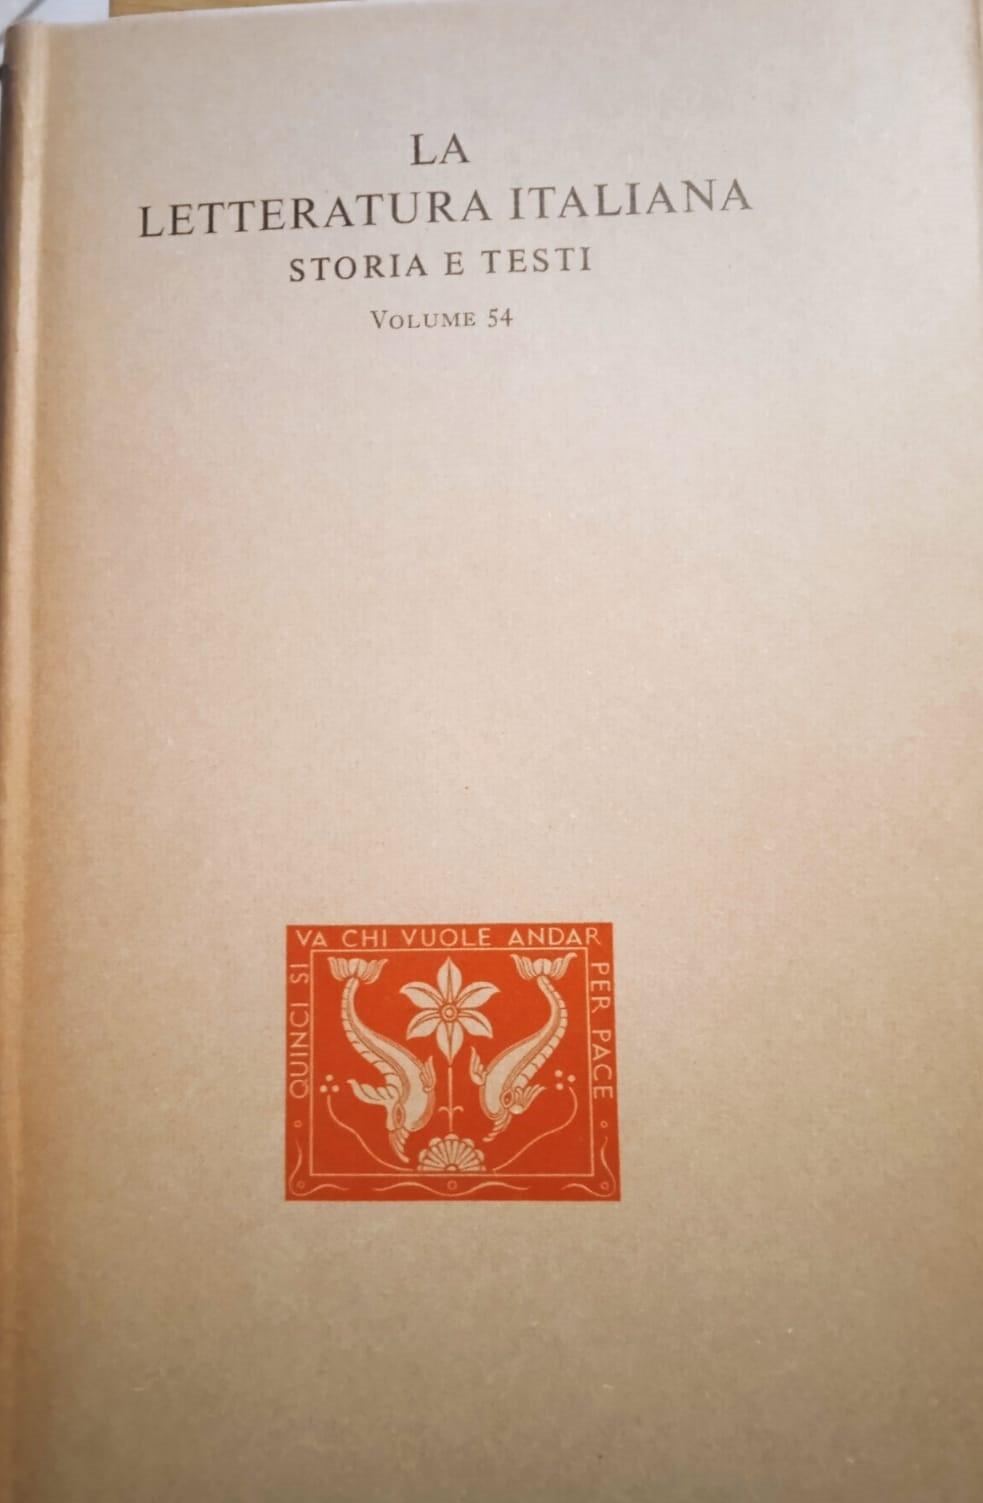 LA
LETTERATURA ITALIANA
STORIA E TESTI
VOLUME 54
QUINCI SI
VA CHI VUOLE ANDAR
PER PACE